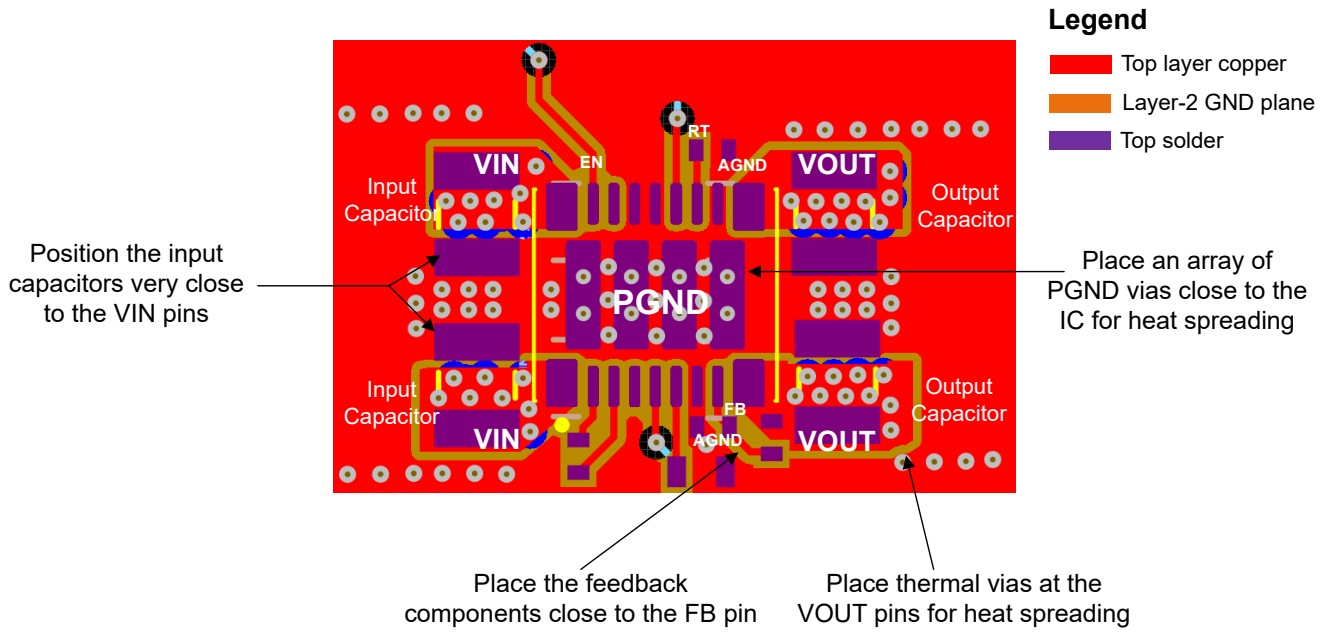 Legend
Top layer copper
Layer-2 GND plane
Top solder
RT
EN
AGND
VIN
VOUT
Input
Capacitor
Output
Capacitor
Position the input
capacitors very close
to the VIN pins
PGND
Place an array of
PGND vias close to the
IC for heat spreading
Input
Capacitor
Output
Capacitor
FB
AGND
VIN
VOUT
Place the feedback
components close to the FB pin
Place thermal vias at the
VOUT pins for heat spreading